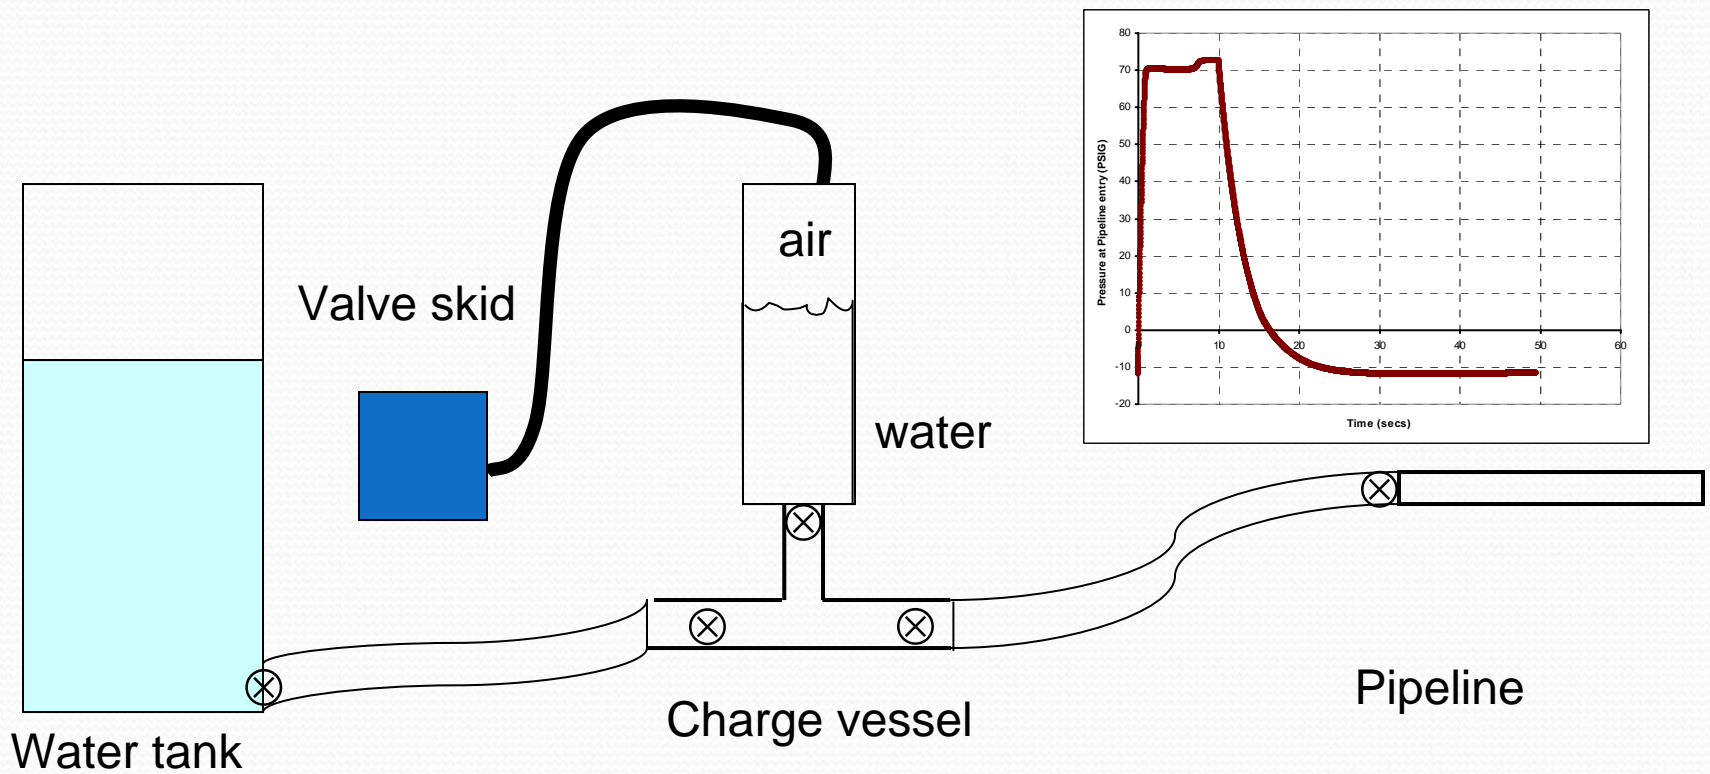 Valve skid
air
water
Water tank
Charge vessel
Pipeline
Pressure at Pipeline entry (PSIG)
80
70
60
50
40
30
20
10
0
-10
-20
0 10 20 30 40 50 60
Time (secs)